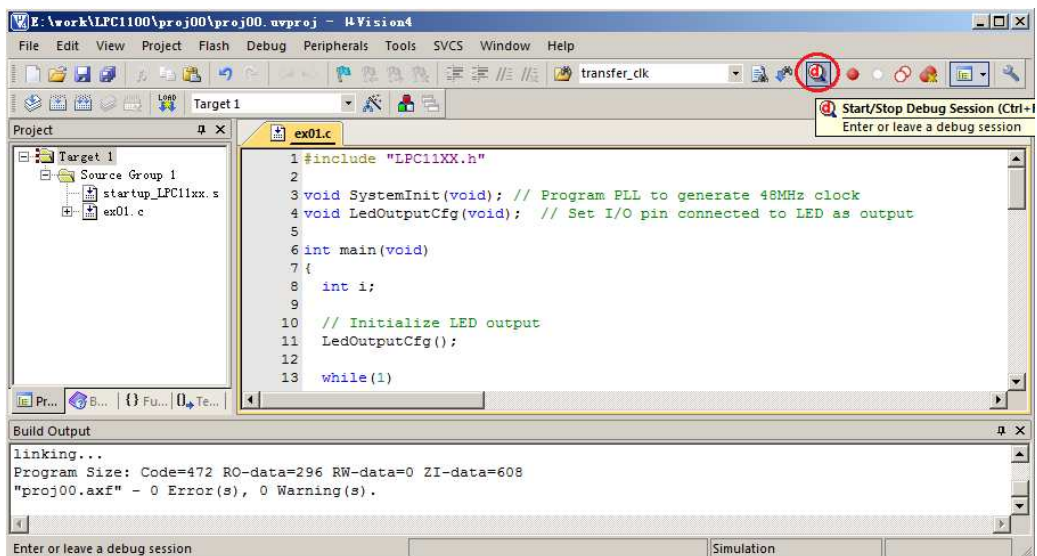 E:\work\LPC1100\proj00\proj00.uvproj - µVision4
File Edit View Project Flash Debug Peripherals Tools SVCS Window Help
transfer_clk
LOAD
Target 1
d Start/Stop Debug Session (Ctrl+F
Enter or leave a debug session
Project
ex01.c
Target 1
Source Group 1
startup_LPC11xx.s
ex01.c
1 #include "LPC11XX.h"
2
3 void SystemInit(void); // Program PLL to generate 48MHz clock
4 void LedOutputCfg(void); // Set I/O pin connected to LED as output
5
6 int main(void)
7 {
8 int i;
9
10 // Initialize LED output
11 LedOutputCfg();
12
13 while(1)
Pr... B... {} Fu... 0 Te...
Build Output
linking...
Program Size: Code=472 RO-data=296 RW-data=0 ZI-data=608
"proj00.axf" - 0 Error(s), 0 Warning(s).
Enter or leave a debug session Simulation